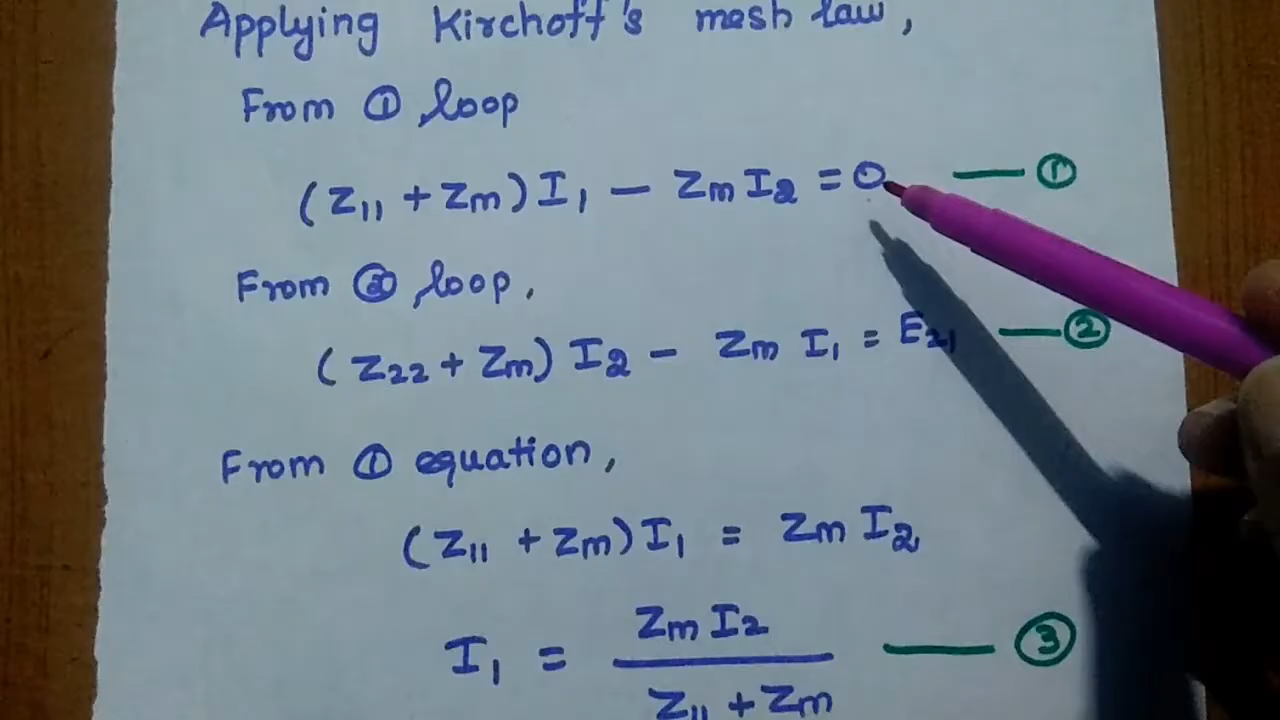 Applying Kirchoff's mesh law,
From ① loop
(Z₁₁ + Zm) I₁ − Zm I₂ = 0 — ①
From ② loop,
(Z₂₂ + Zm) I₂ − Zm I₁ = E₂₁ — ②
From ① equation,
(Z₁₁ + Zm) I₁ = Zm I₂
I₁ = Zm I₂ / Z₁₁ + Zm — ③